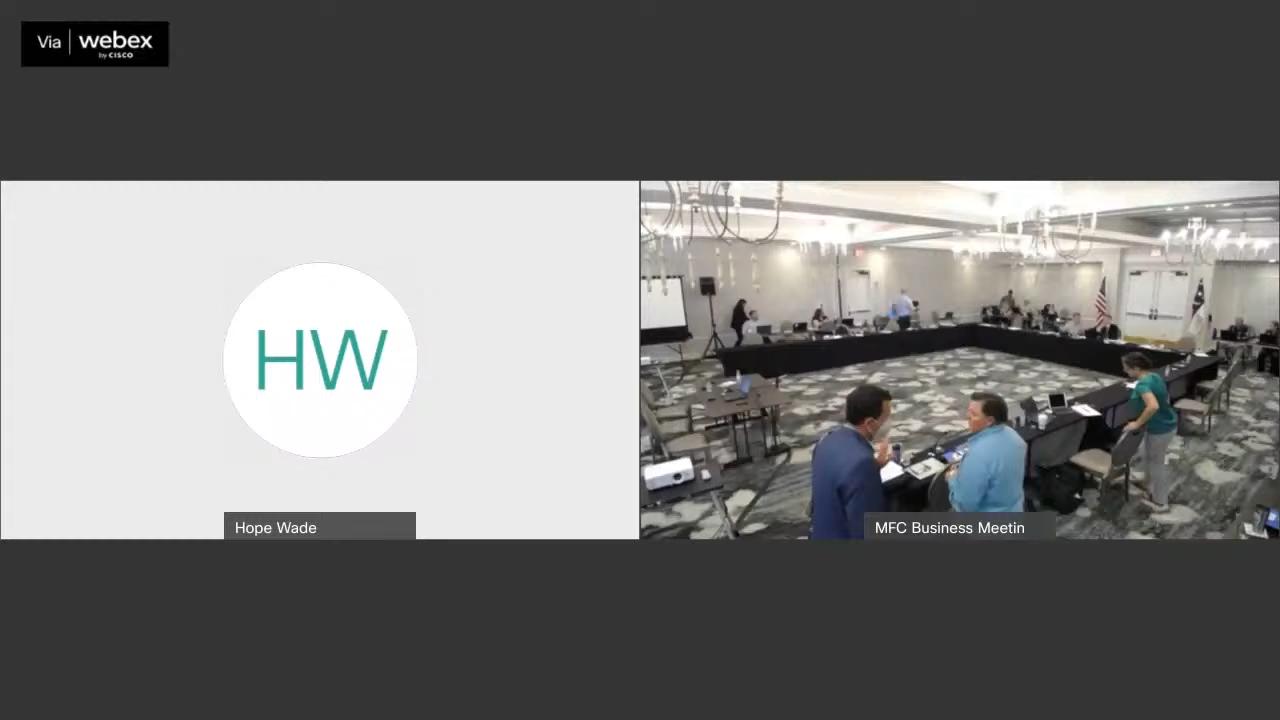 Via webex
by CISCO
HW
Hope Wade
MFC Business Meetin